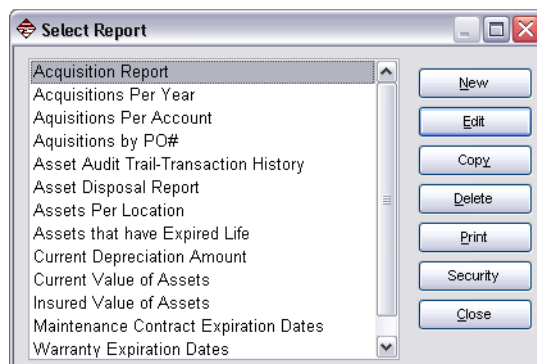 Select Report
Acquisition Report
Acquisitions Per Year
Aquisitions Per Account
Aquisitions by PO#
Asset Audit Trail-Transaction History
Asset Disposal Report
Assets Per Location
Assets that have Expired Life
Current Depreciation Amount
Current Value of Assets
Insured Value of Assets
Maintenance Contract Expiration Dates
Warranty Expiration Dates
New
Edit
Copy
Delete
Print
Security
Close